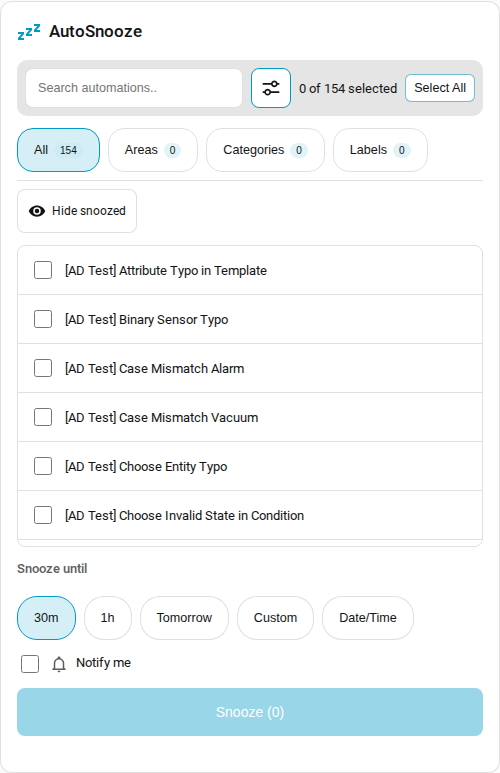 zzz AutoSnooze
Search automations..
0 of 154 selected
Select All
All 154
Areas 0
Categories 0
Labels 0
Hide snoozed
[AD Test] Attribute Typo in Template
[AD Test] Binary Sensor Typo
[AD Test] Case Mismatch Alarm
[AD Test] Case Mismatch Vacuum
[AD Test] Choose Entity Typo
[AD Test] Choose Invalid State in Condition
Snooze until
30m
1h
Tomorrow
Custom
Date/Time
Notify me
Snooze (0)